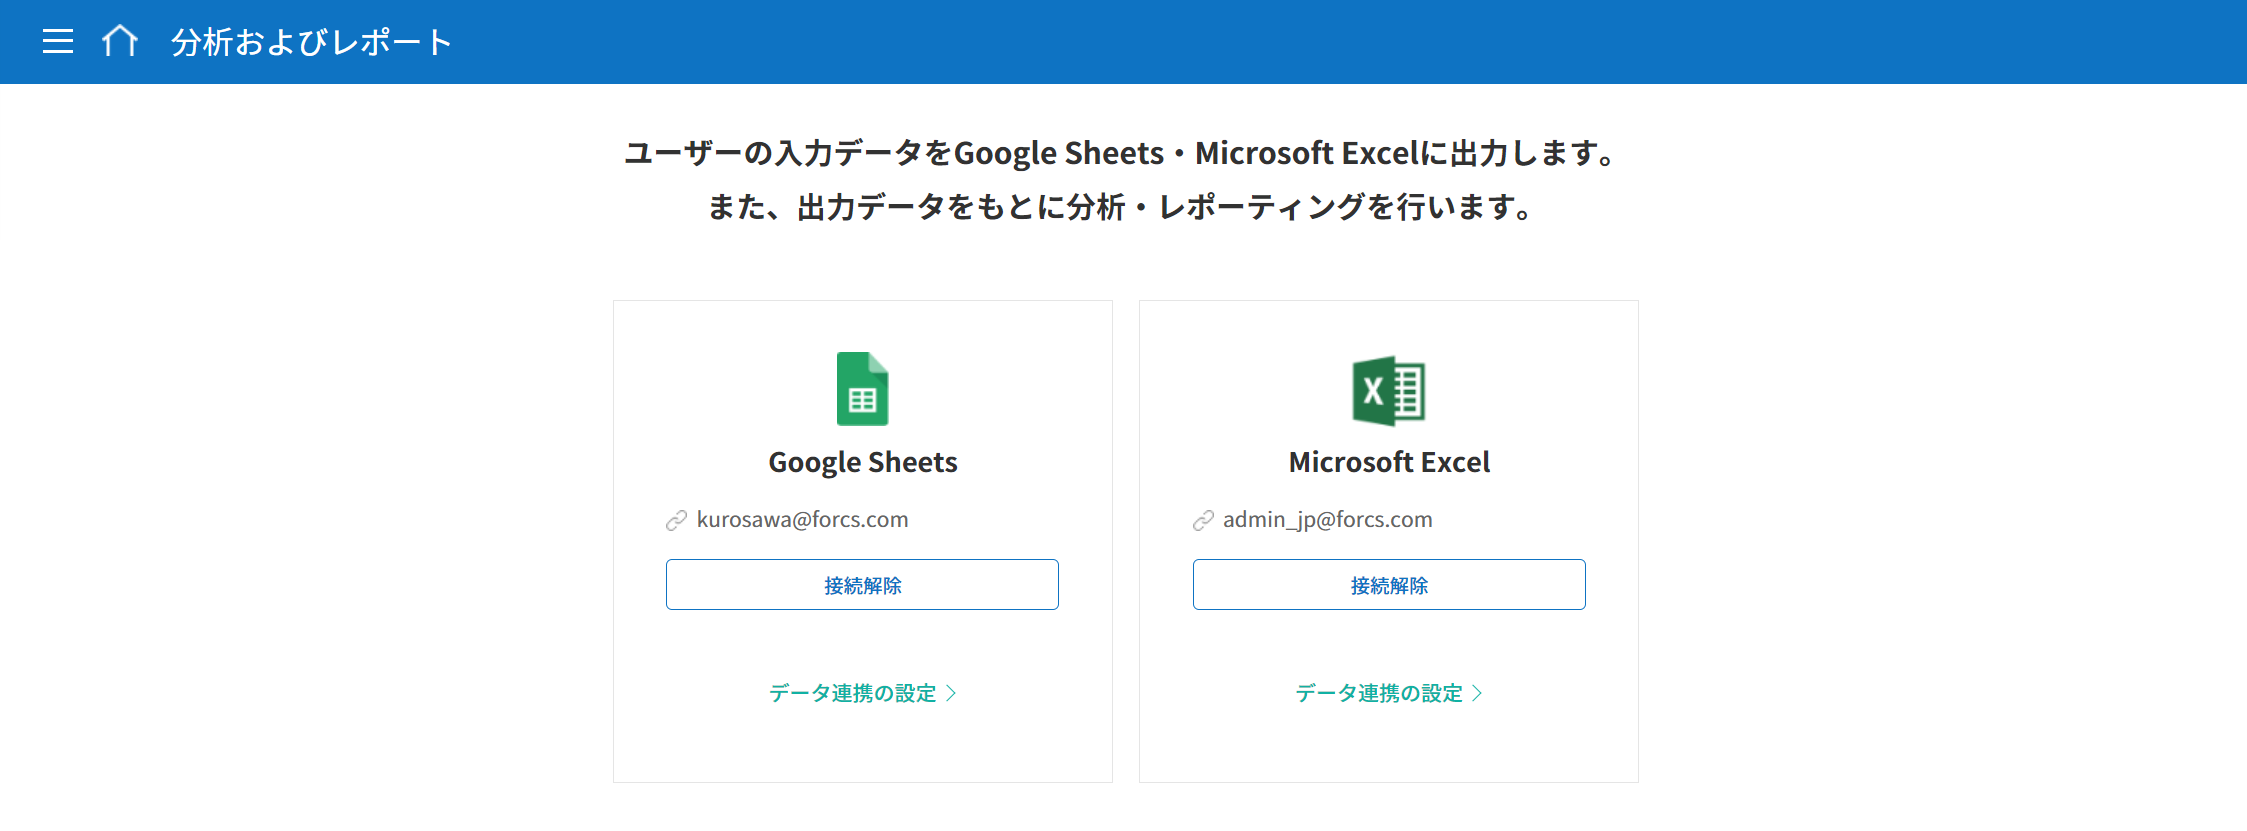 分析およびレポート
ユーザーの入力データをGoogle Sheets・Microsoft Excelに出力します。
また、出力データをもとに分析・レポーティングを行います。
Google Sheets
kurosawa@forcs.com
接続解除
データ連携の設定
X
Microsoft Excel
admin_jp@forcs.com
接続解除
データ連携の設定